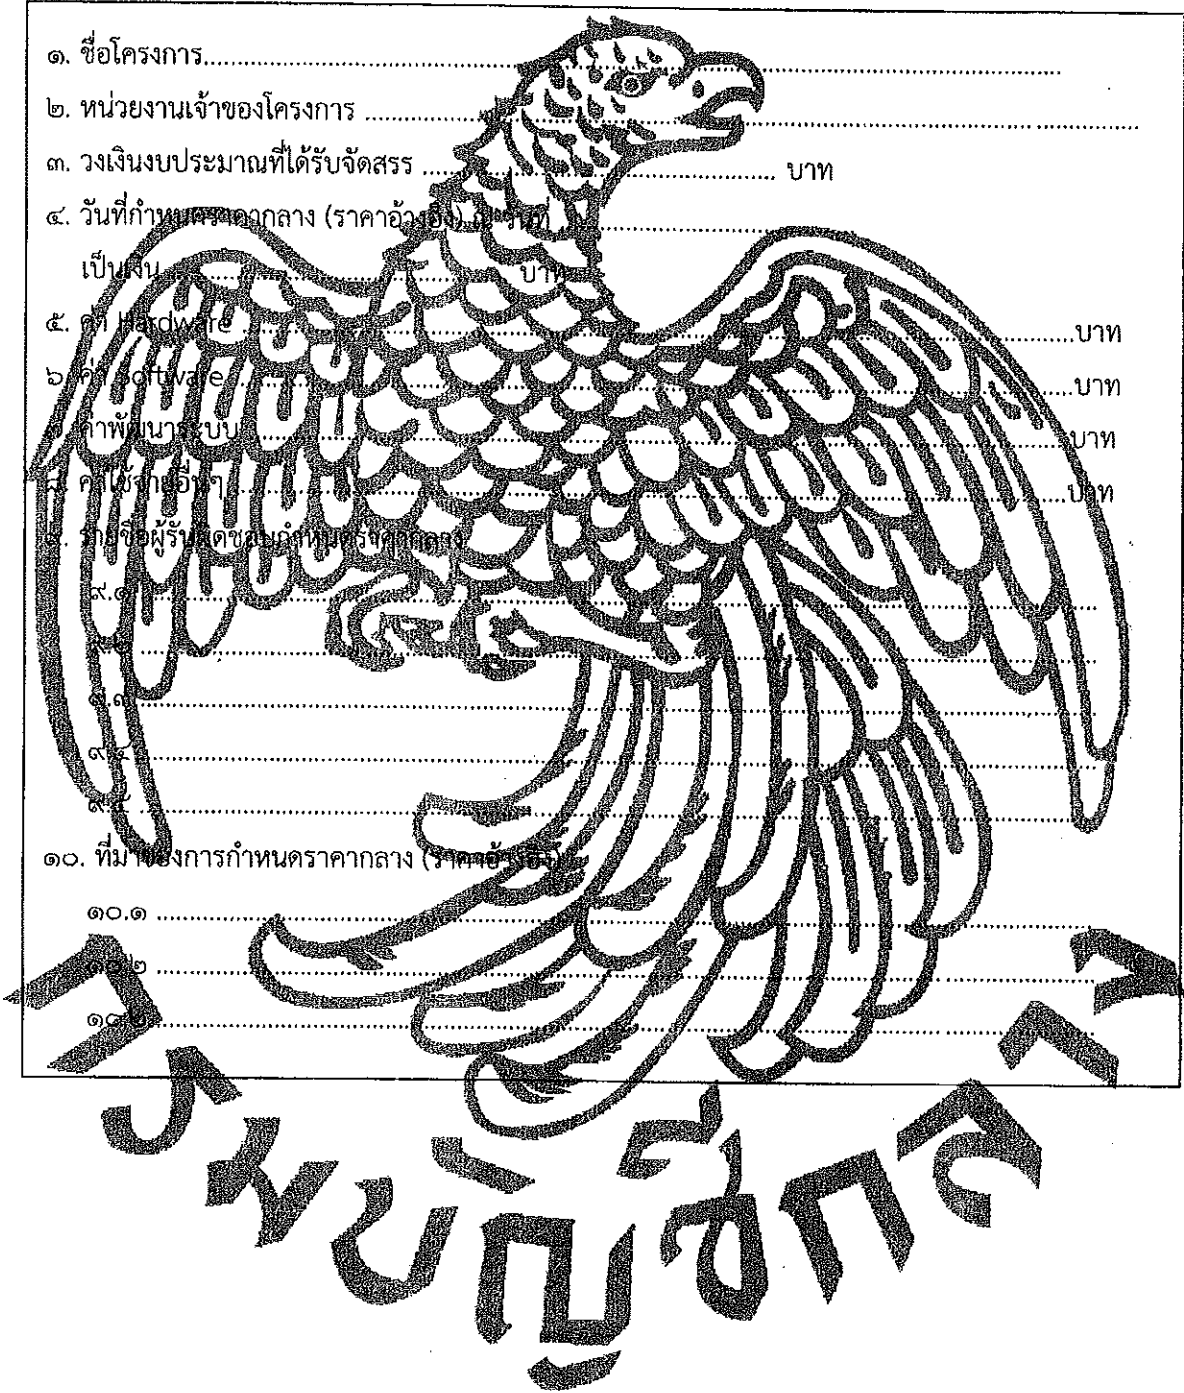 ๑. ชื่อโครงการ
๒. หน่วยงานเจ้าของโครงการ
๓. วงเงินงบประมาณที่ได้รับจัดสรร บาท
๔. วันที่กำหนดราคากลาง (ราคาอ้างอิง) ณ วันที่
เป็นเงิน บาท
๕. ค่า Hardware บาท
๖. ค่า Software บาท
๗. ค่าพัฒนาระบบ บาท
๘. ค่าใช้จ่ายอื่นๆ บาท
๙. รายชื่อผู้รับผิดชอบกำหนดราคากลาง
๙.๑
๙.๒
๙.๓
๙.๔
๙.๕
๑๐. ที่มาของการกำหนดราคากลาง (ราคาอ้างอิง)
๑๐.๑
๑๐.๒
๑๐.๓
กรมบัญชีกลาง